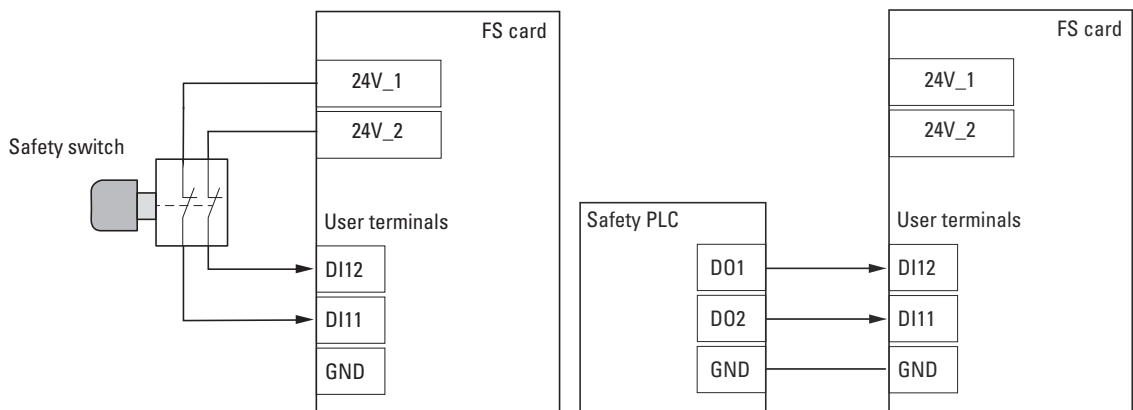 FS card
24V_1
24V_2
Safety switch
User terminals
DI12
DI11
GND
FS card
24V_1
24V_2
Safety PLC
User terminals
DO1
DI12
DO2
DI11
GND
GND